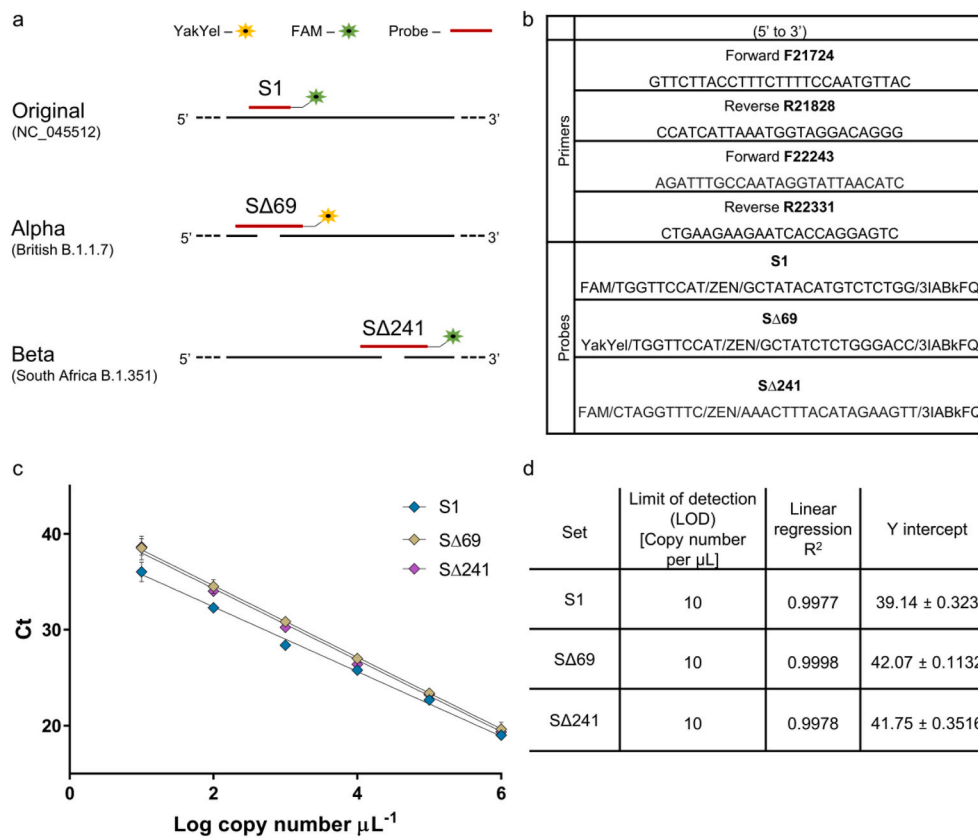 a
YakYel – FAM – Probe –
Original
(NC_045512)
S1
5’ 3’
Alpha
(British B.1.1.7)
SΔ69
5’ 3’
Beta
(South Africa B.1.351)
SΔ241
5’ 3’
b
(5’ to 3’)
Primers
Forward F21724
GTTCTTACCTTTCTTTTCCAATGTTAC
Reverse R21828
CCATCATTAAATGGTAGGACAGGG
Forward F22243
AGATTTGCCAATAGGTATTAACATC
Reverse R22331
CTGAAGAAGAATCACCAGGAGTC
Probes
S1
FAM/TGGTTCCAT/ZEN/GCTATACATGTCTCTGG/3IABkFQ
SΔ69
YakYel/TGGTTCCAT/ZEN/GCTATCTCTGGGACC/3IABkFQ
SΔ241
FAM/CTAGGTTTC/ZEN/AAACTTTACATAGAAGTT/3IABkFQ
c
S1
SΔ69
SΔ241
Ct
40
30
20
0 2 4 6
Log copy number μL-1
d
Set
Limit of detection
(LOD)
[Copy number
per μL]
Linear
regression
R2
Y intercept
S1 10 0.9977 39.14 ± 0.323
SΔ69 10 0.9998 42.07 ± 0.1132
SΔ241 10 0.9978 41.75 ± 0.3516